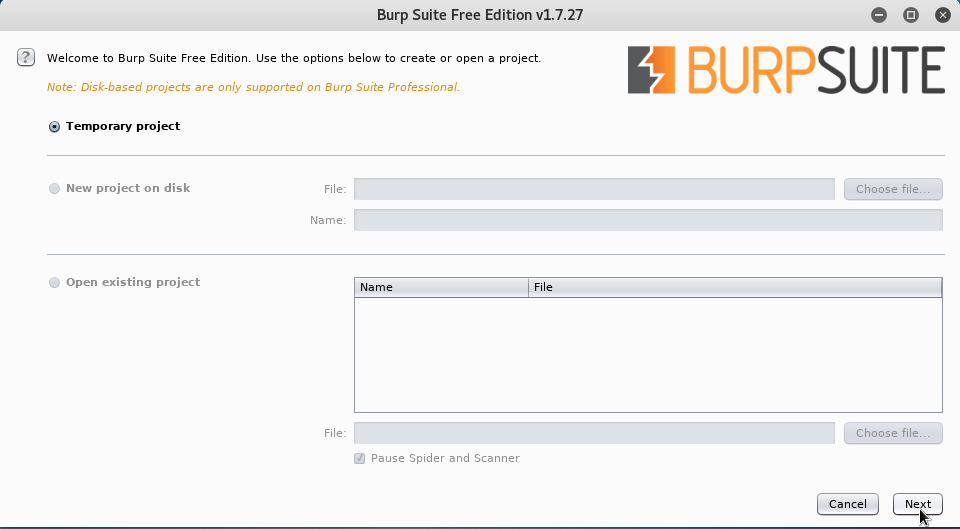 Burp Suite Free Edition v1.7.27
? Welcome to Burp Suite Free Edition. Use the options below to create or open a project.
Note: Disk-based projects are only supported on Burp Suite Professional.
BURPSUITE
Temporary project
New project on disk
File:
Choose file...
Name:
Open existing project
Name File
File:
Choose file...
Pause Spider and Scanner
Cancel Next